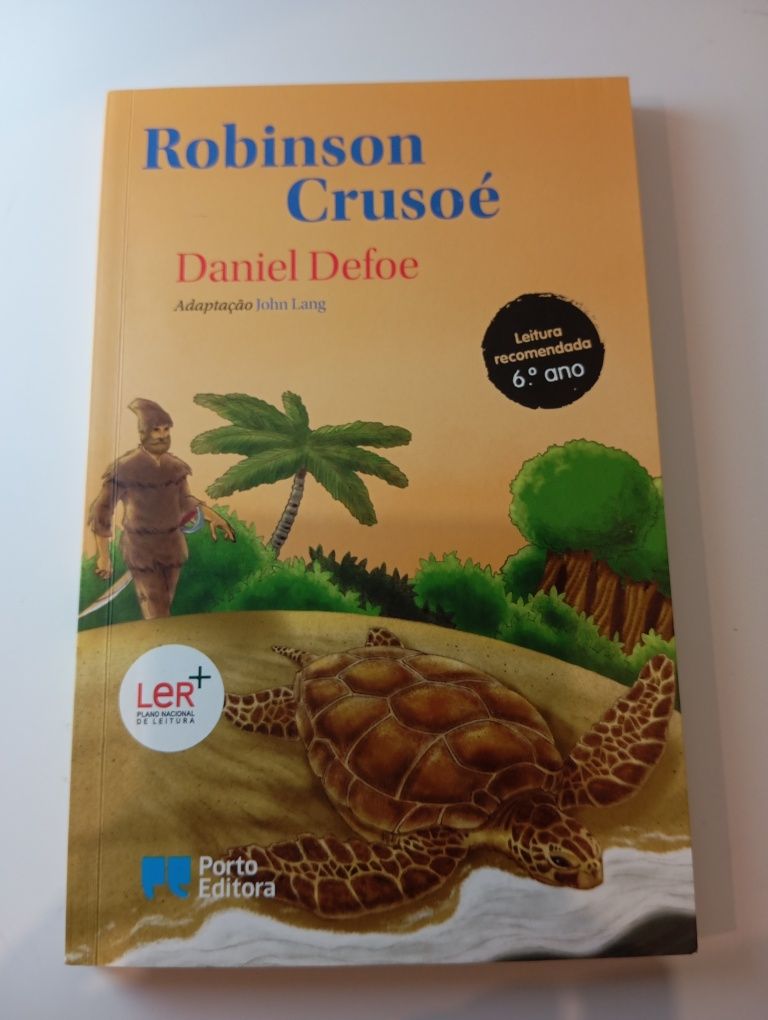 Robinson
Crusoé
Daniel Defoe
Adaptação John Lang
Leitura
recomendada
6.º ano
LeR+
PLANO NACIONAL
DE LEITURA
Porto
Editora